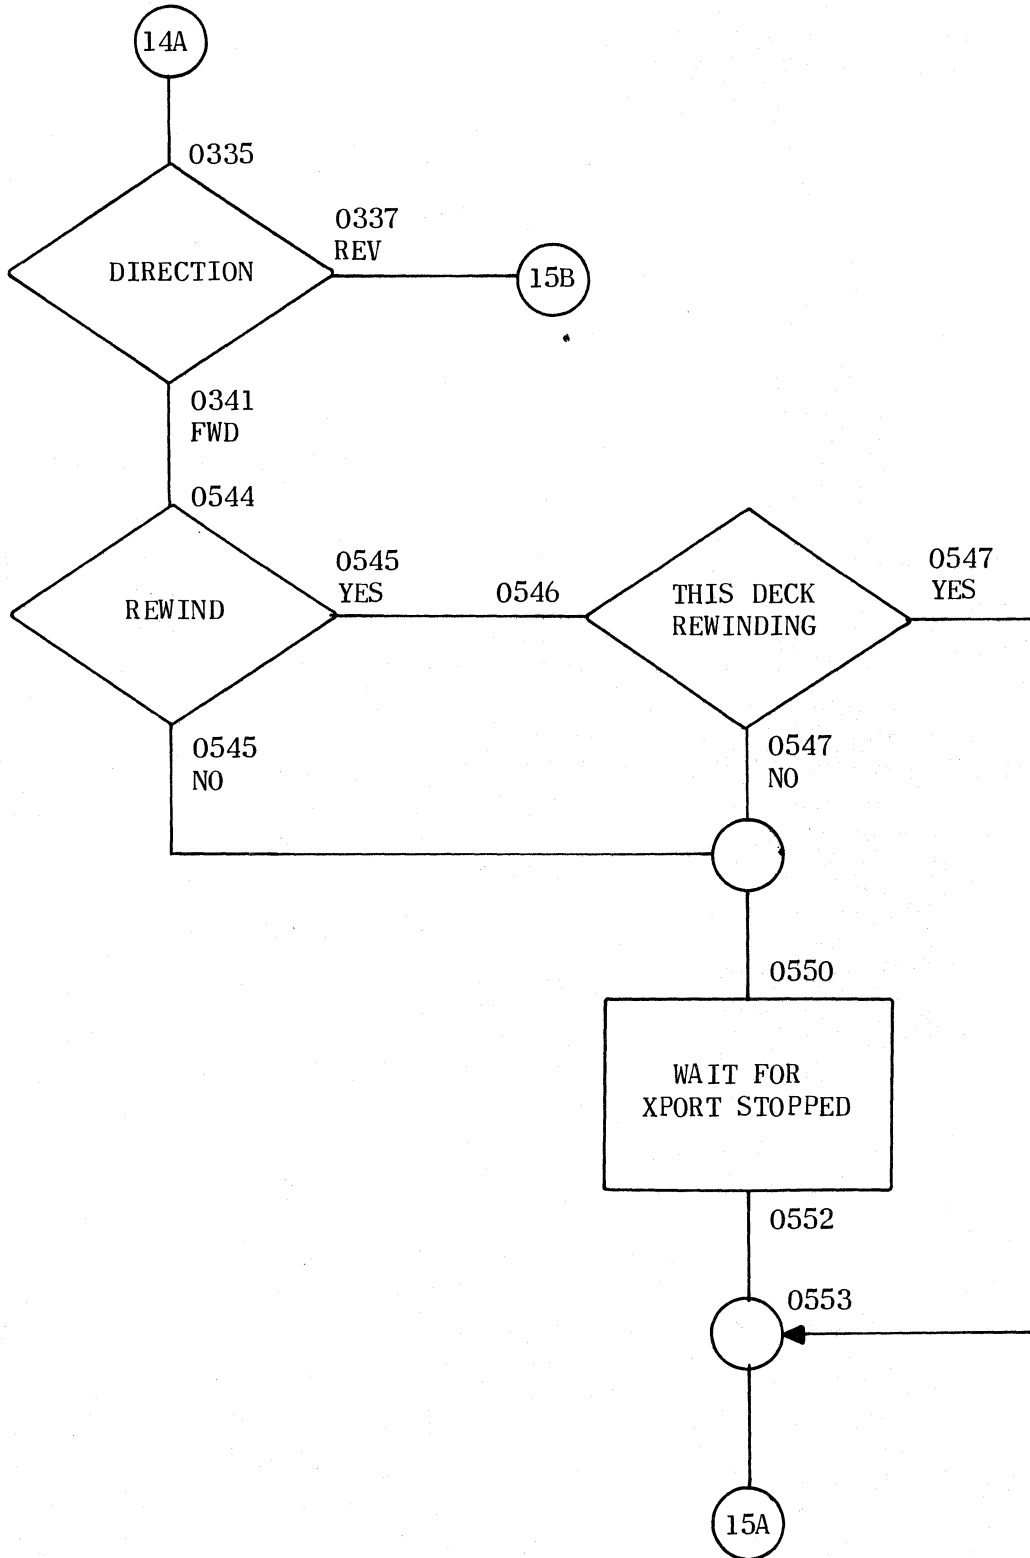 14A
0335
DIRECTION
0337
REV
15B
0341
FWD
0544
REWIND
0545
YES
0546
THIS DECK
REWINDING
0547
YES
0545
NO
0547
NO
0550
WAIT FOR
XPORT STOPPED
0552
0553
15A